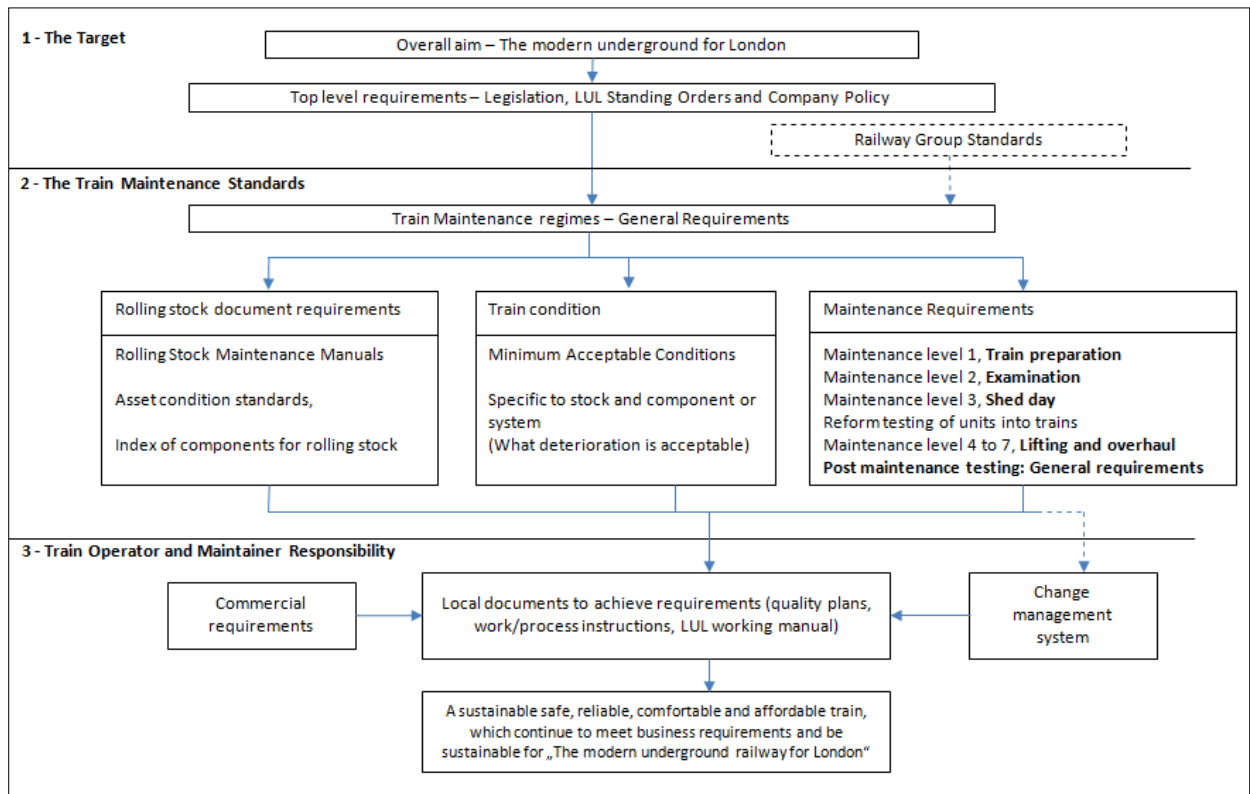 1 - The Target
Overall aim – The modern underground for London
Top level requirements – Legislation, LUL Standing Orders and Company Policy
Railway Group Standards
2 - The Train Maintenance Standards
Train Maintenance regimes – General Requirements
Rolling stock document requirements
Rolling Stock Maintenance Manuals
Asset condition standards,
Index of components for rolling stock
Train condition
Minimum Acceptable Conditions
Specific to stock and component or
system
(What deterioration is acceptable)
Maintenance Requirements
Maintenance level 1, Train preparation
Maintenance level 2, Examination
Maintenance level 3, Shed day
Reform testing of units into trains
Maintenance level 4 to 7, Lifting and overhaul
Post maintenance testing: General requirements
3 - Train Operator and Maintainer Responsibility
Commercial
requirements
Local documents to achieve requirements (quality plans,
work/process instructions, LUL working manual)
Change
management
system
A sustainable safe, reliable, comfortable and affordable train,
which continue to meet business requirements and be
sustainable for „The modern underground railway for London“